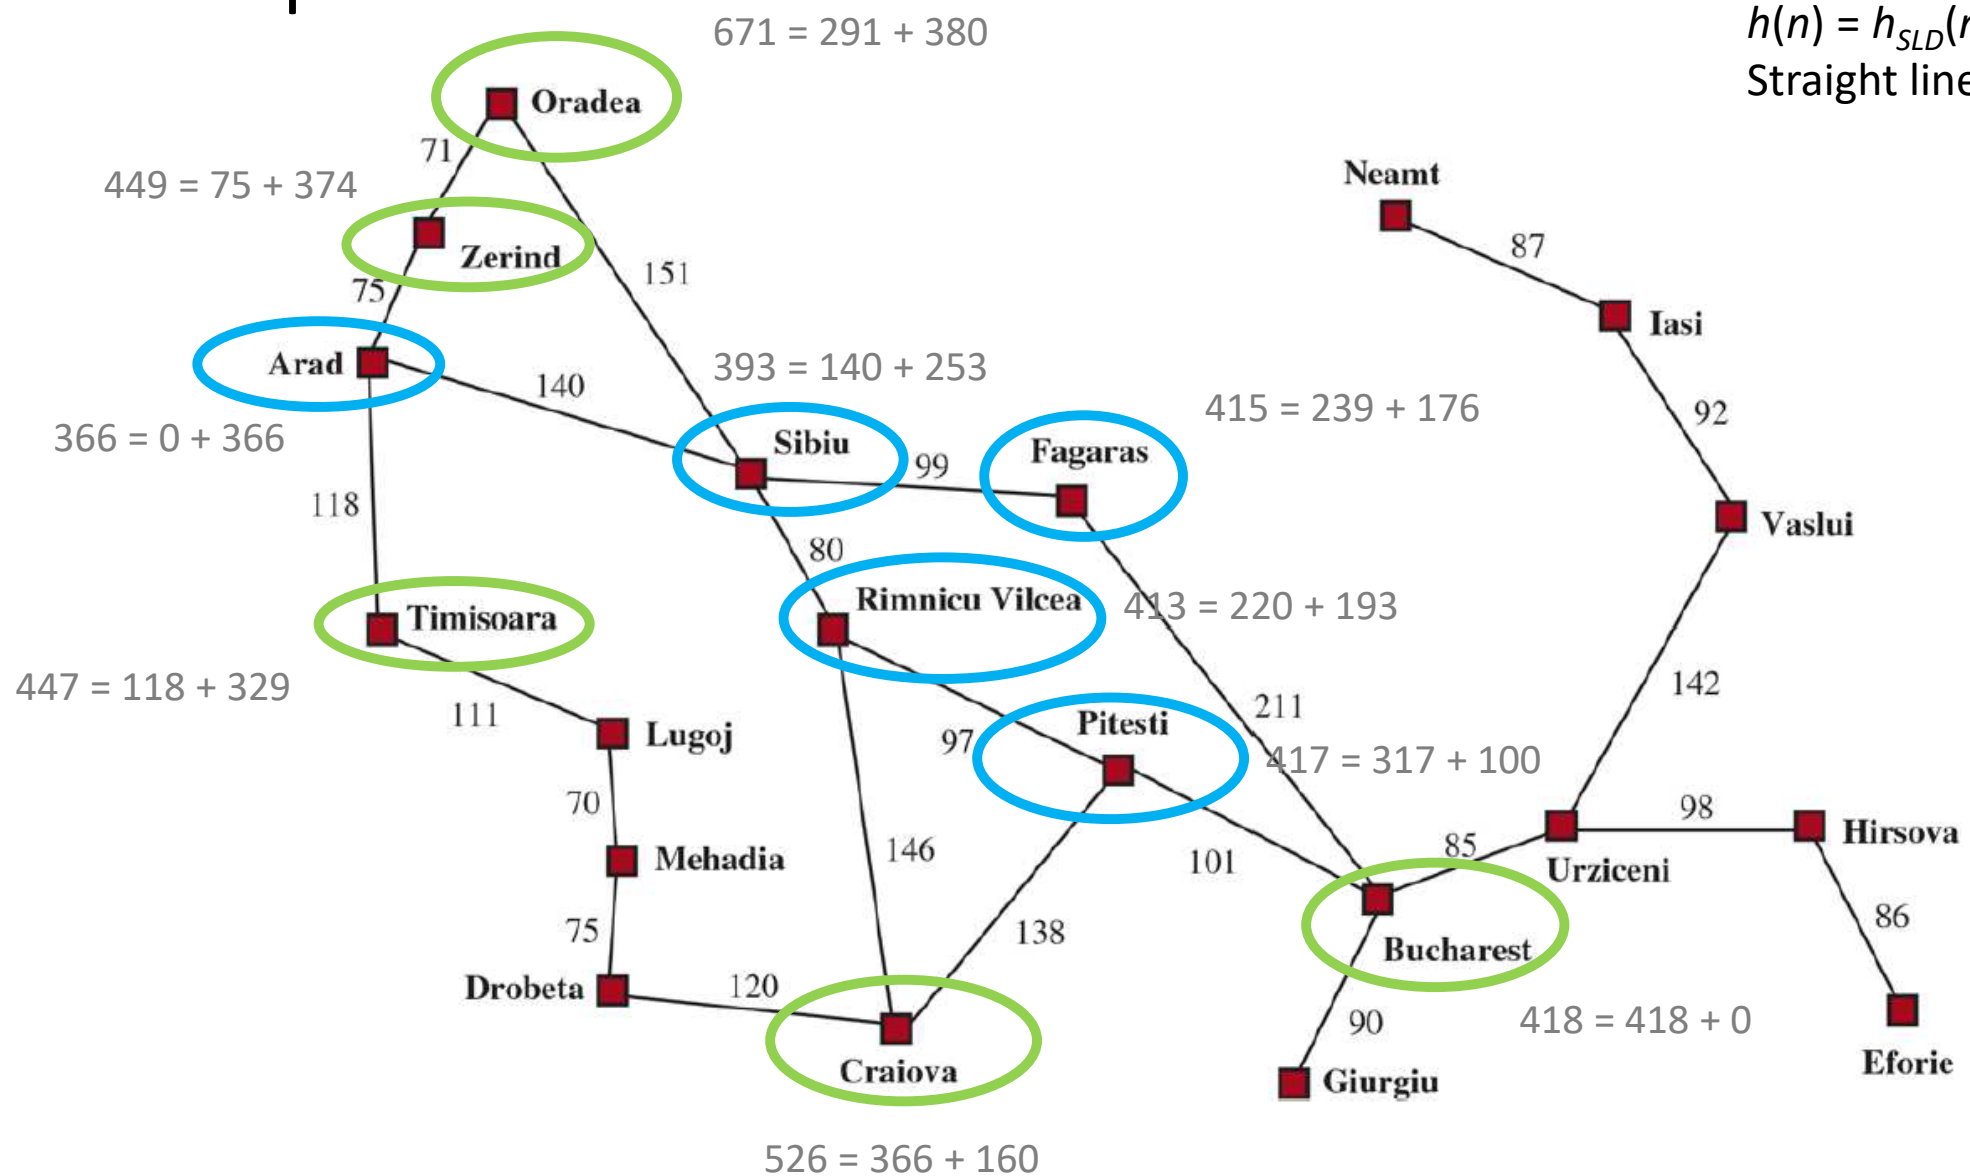 671 = 291 + 380
h(n) = h_SLD(
Straight line
Oradea
71
449 = 75 + 374
Neamt
87
Zerind
151
75
Iasi
Arad
140
393 = 140 + 253
415 = 239 + 176
92
366 = 0 + 366
Sibiu
99
Fagaras
118
Vaslui
80
Timisoara
Rimnicu Vilcea
413 = 220 + 193
447 = 118 + 329
111
142
211
Lugoj
97
Pitesti
417 = 317 + 100
70
98
Hirsova
146
101
85
Mehadia
Urziceni
75
138
86
Bucharest
Drobeta
120
90
418 = 418 + 0
Craiova
Giurgiu
Eforie
526 = 366 + 160